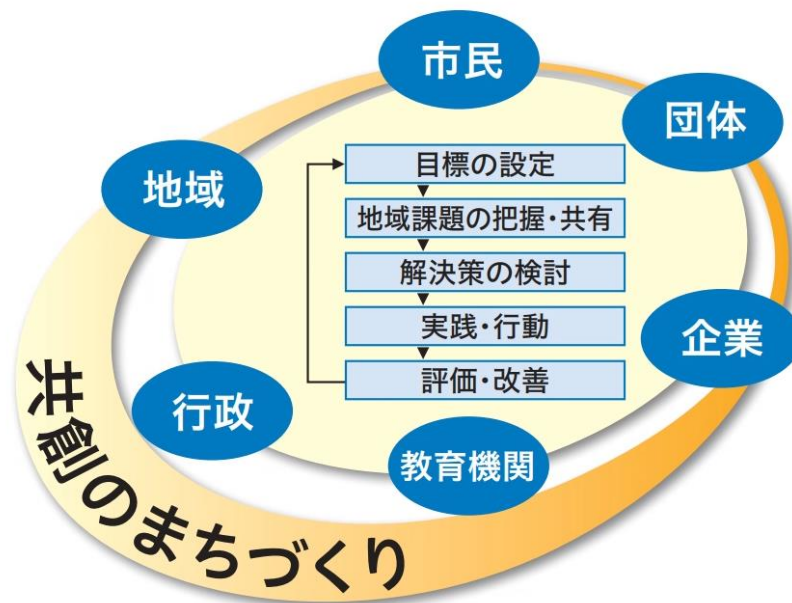 市民
団体
地域
目標の設定
地域課題の把握・共有
解決策の検討
実践・行動
評価・改善
企業
行政
教育機関
共創のまちづくり